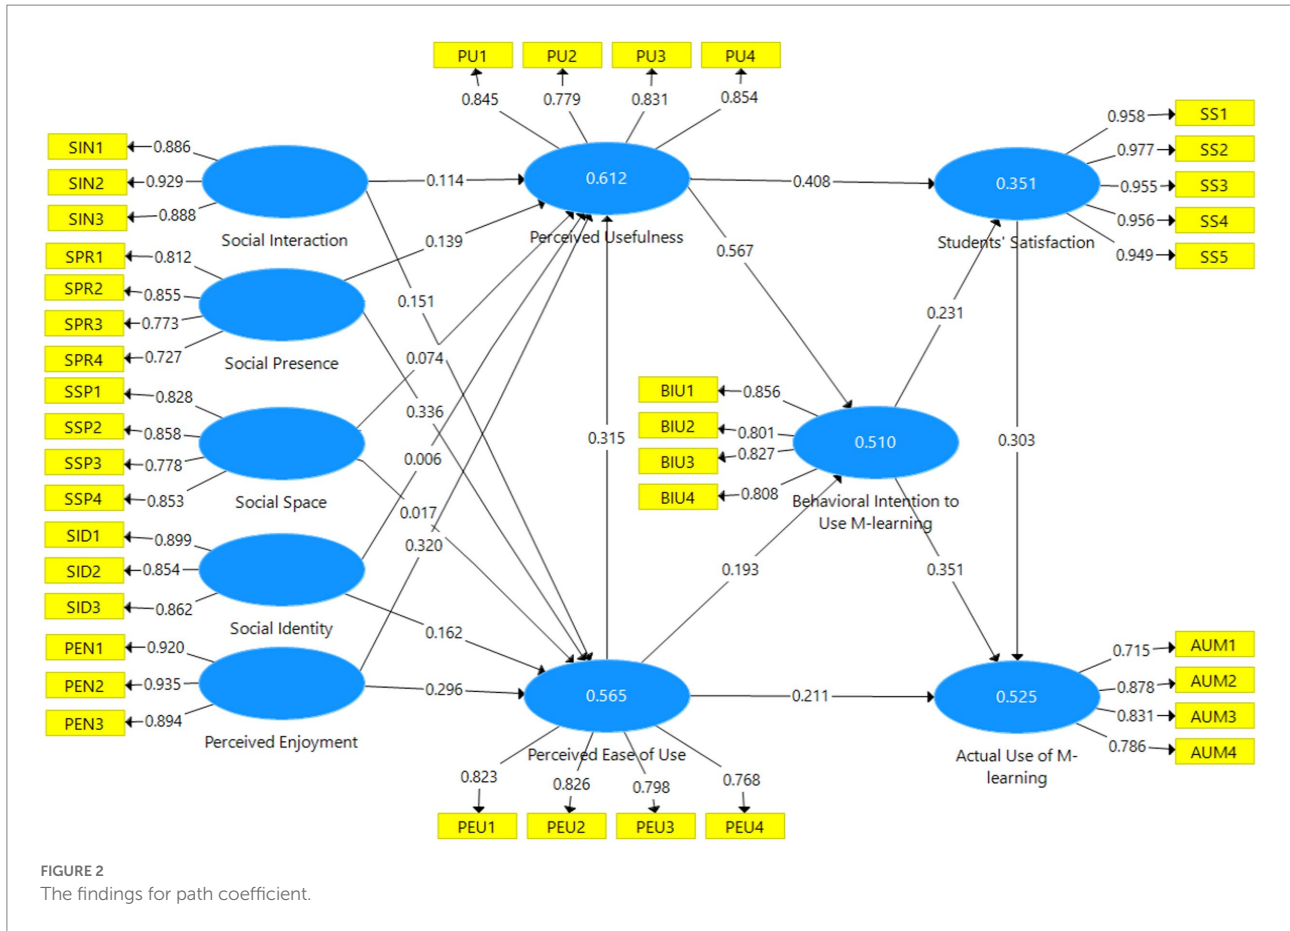 PU1
PU2
PU3
PU4
0.845
0.779
0.831
0.854
SIN1
SIN2
SIN3
0.886
0.929
0.888
Social Interaction
0.114
0.612
Perceived Usefulness
0.408
0.351
Students' Satisfaction
0.958
0.977
0.955
0.956
0.949
SS1
SS2
SS3
SS4
SS5
SPR1
SPR2
SPR3
SPR4
0.812
0.855
0.773
0.727
Social Presence
0.139
0.151
0.567
0.231
SSP1
SSP2
SSP3
SSP4
0.828
0.858
0.778
0.853
Social Space
0.074
0.336
0.006
0.017
0.320
0.315
0.303
BIU1
BIU2
BIU3
BIU4
0.856
0.801
0.827
0.808
0.510
Behavioral Intention to
Use M-learning
SID1
SID2
SID3
0.899
0.854
0.862
Social Identity
0.162
0.193
0.351
PEN1
PEN2
PEN3
0.920
0.935
0.894
Perceived Enjoyment
0.296
0.565
Perceived Ease of Use
0.211
0.525
Actual Use of M-
learning
0.715
0.878
0.831
0.786
AUM1
AUM2
AUM3
AUM4
0.823
0.826
0.798
0.768
PEU1
PEU2
PEU3
PEU4
FIGURE 2
The findings for path coefficient.